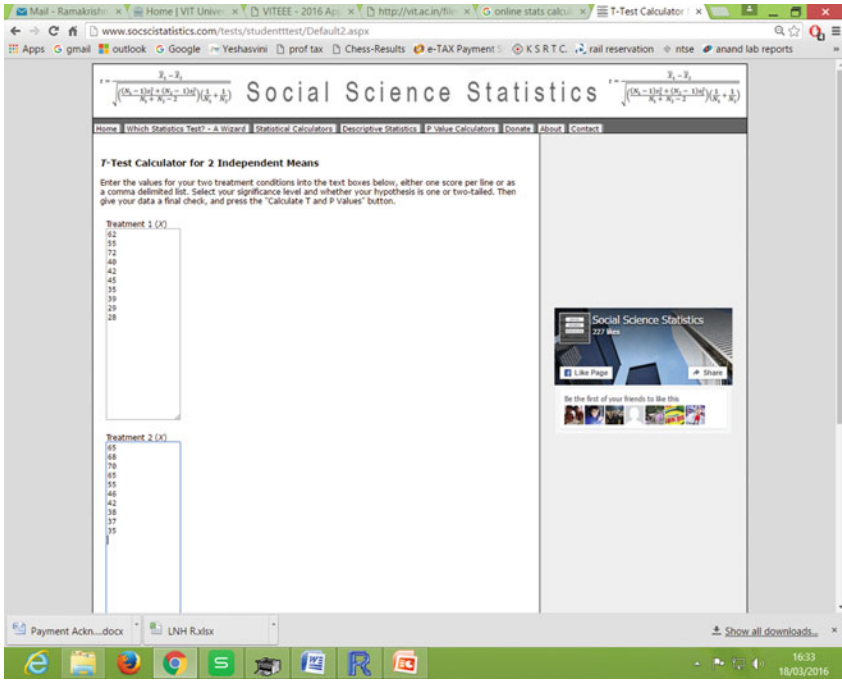 Mail - Ramakrishn
Home | VIT Univer
VITEEE - 2016 Ap
http://vit.ac.in/file
online stats calcul
T-Test Calculator
www.socscistatistics.com/tests/studentttest/Default2.aspx
Apps gmail outlook Google Yeshasvini prof tax Chess-Results e-TAX Payment S K S R T C. rail reservation ntse anand lab reports »
Social Science Statistics
Home Which Statistics Test? - A Wizard Statistical Calculators Descriptive Statistics P Value Calculators Donate About Contact
T-Test Calculator for 2 Independent Means
Enter the values for your two treatment conditions into the text boxes below, either one score per line or as
a comma delimited list. Select your significance level and whether your hypothesis is one or two-tailed. Then
give your data a final check, and press the "Calculate T and P Values" button.
Treatment 1 (X)
62
55
72
40
42
45
35
39
29
28
Social Science Statistics
227 likes
Like Page
Share
Be the first of your friends to like this
Treatment 2 (X)
65
68
70
65
55
46
42
38
37
35
Payment Ackn....docx
LNH R.xlsx
Show all downloads...
16:33
18/03/2016